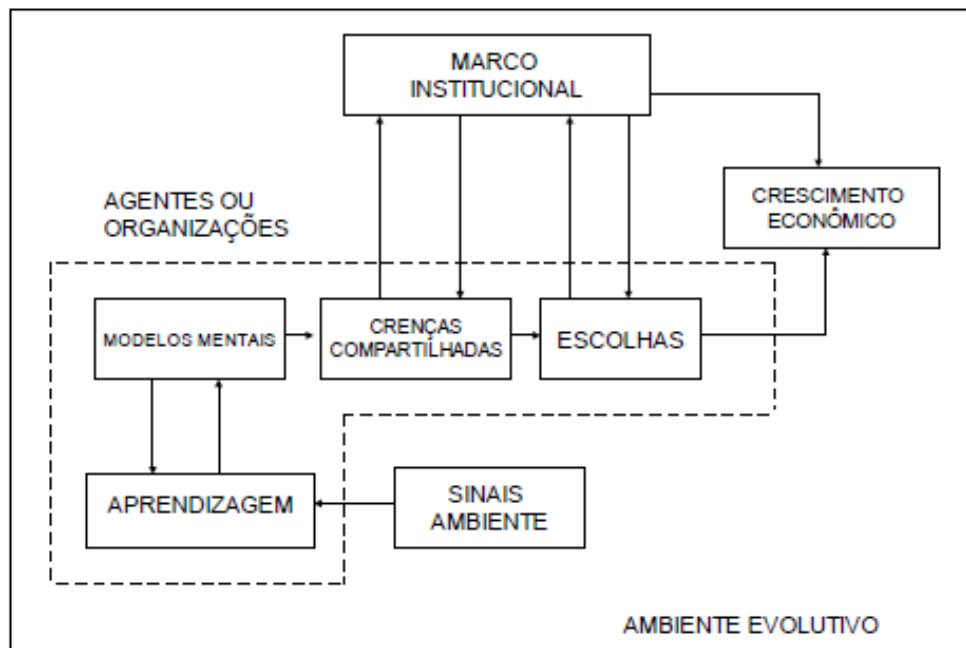 MARCO
INSTITUCIONAL
CRESCIMENTO
ECONÔMICO
AGENTES OU
ORGANIZAÇÕES
MODELOS MENTAIS
CRENÇAS
COMPARTILHADAS
ESCOLHAS
APRENDIZAGEM
SINAIS
AMBIENTE
AMBIENTE EVOLUTIVO